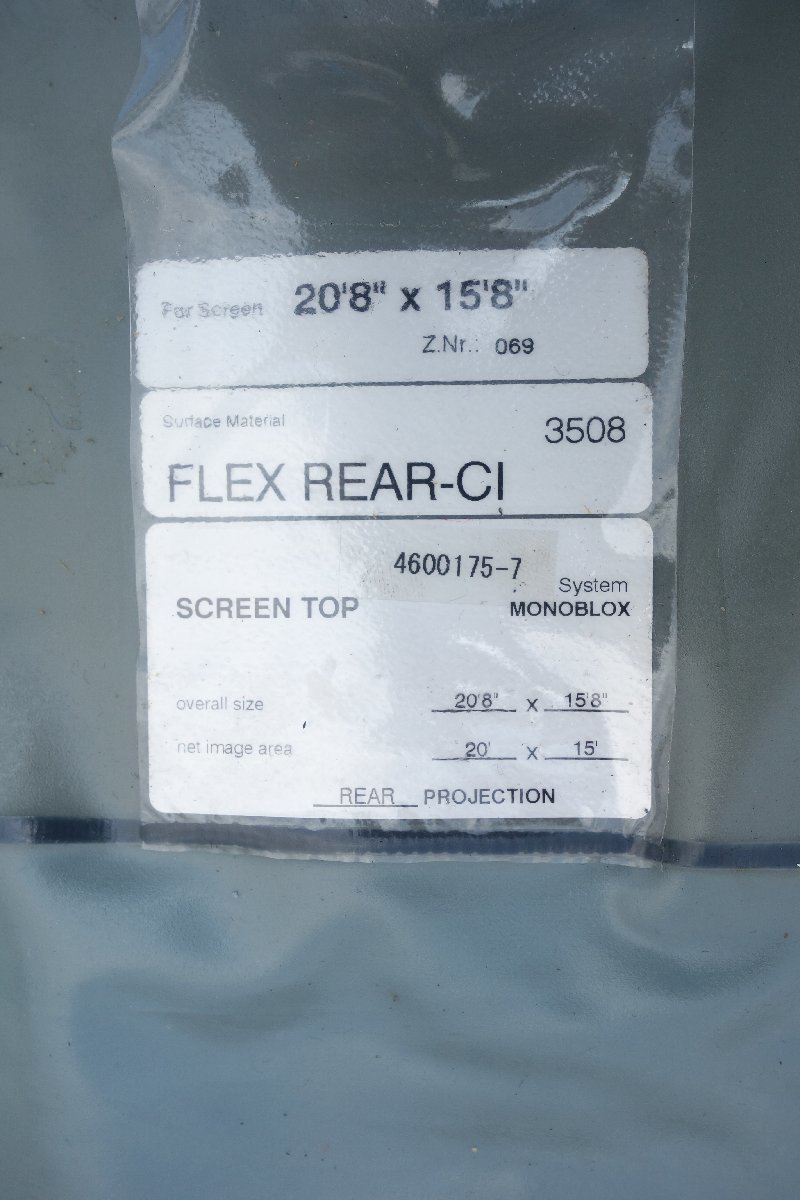 For Screen 20'8" x 15'8"
Z.Nr.: 069
Surface Material 3508
FLEX REAR-CI
4600175-7
System
SCREEN TOP MONOBLOX
overall size 20'8" x 15'8"
net image area 20' x 15'
REAR PROJECTION